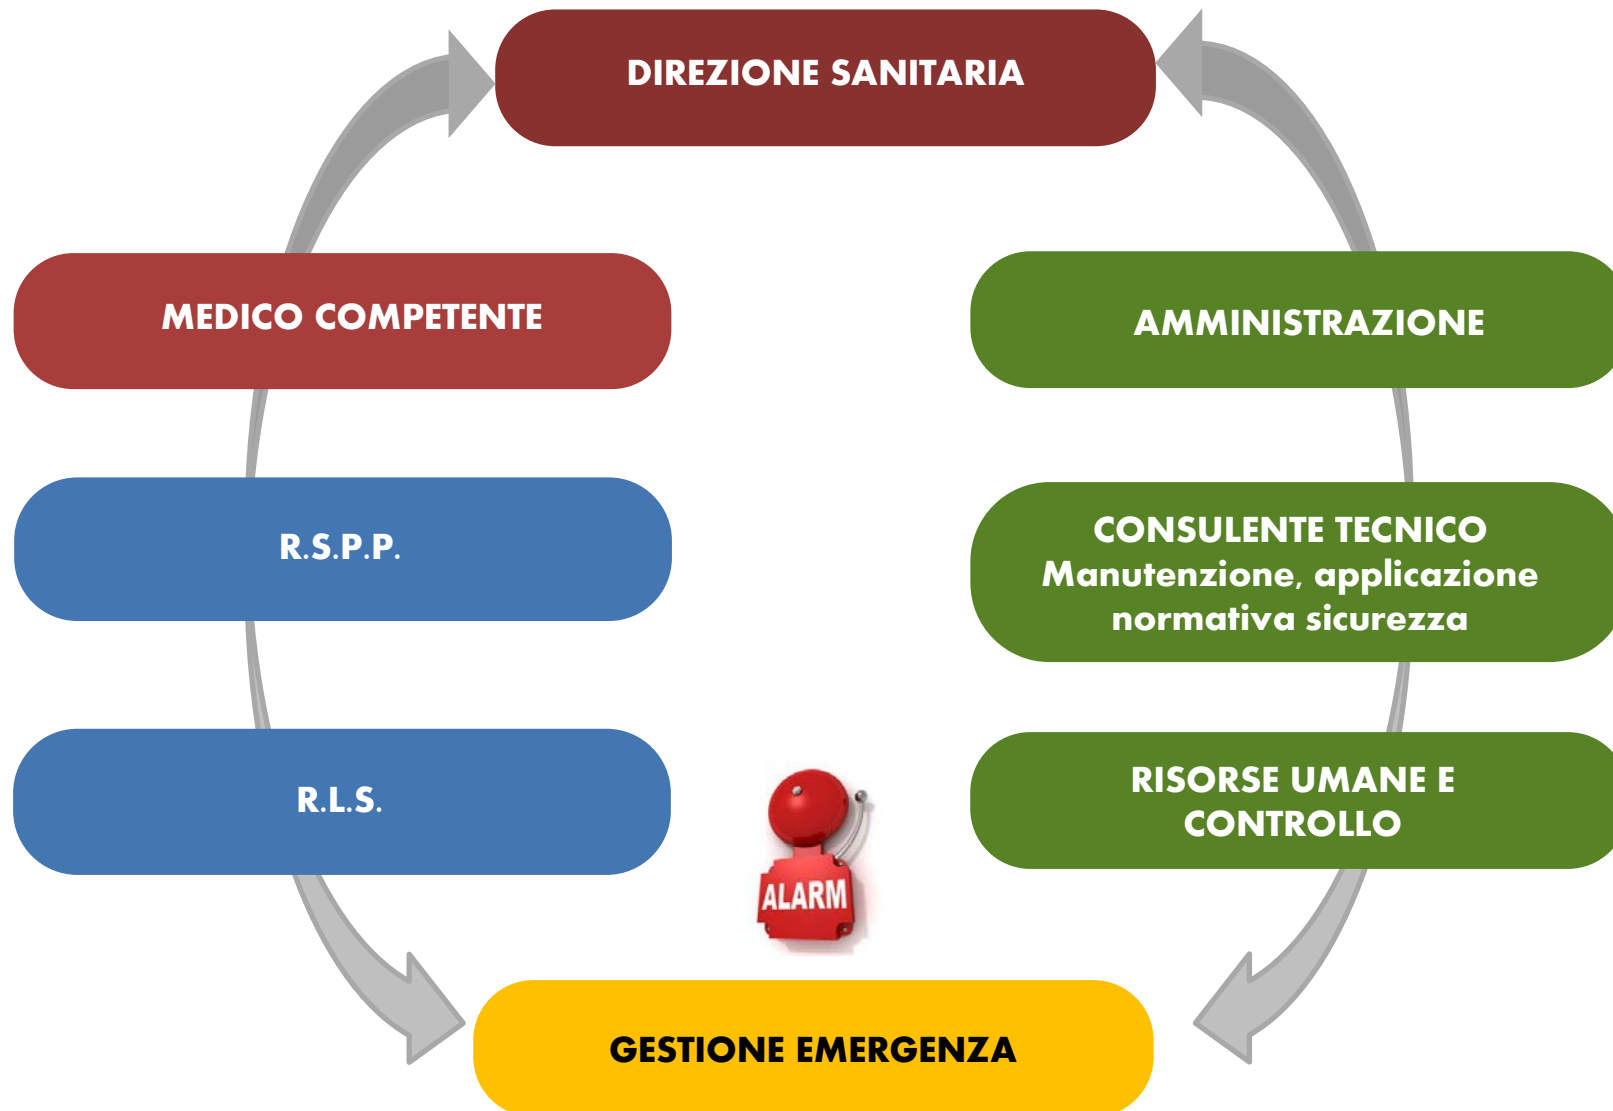 DIREZIONE SANITARIA
MEDICO COMPETENTE
AMMINISTRAZIONE
R.S.P.P.
CONSULENTE TECNICO
Manutenzione, applicazione
normativa sicurezza
R.L.S.
RISORSE UMANE E
CONTROLLO
ALARM
GESTIONE EMERGENZA